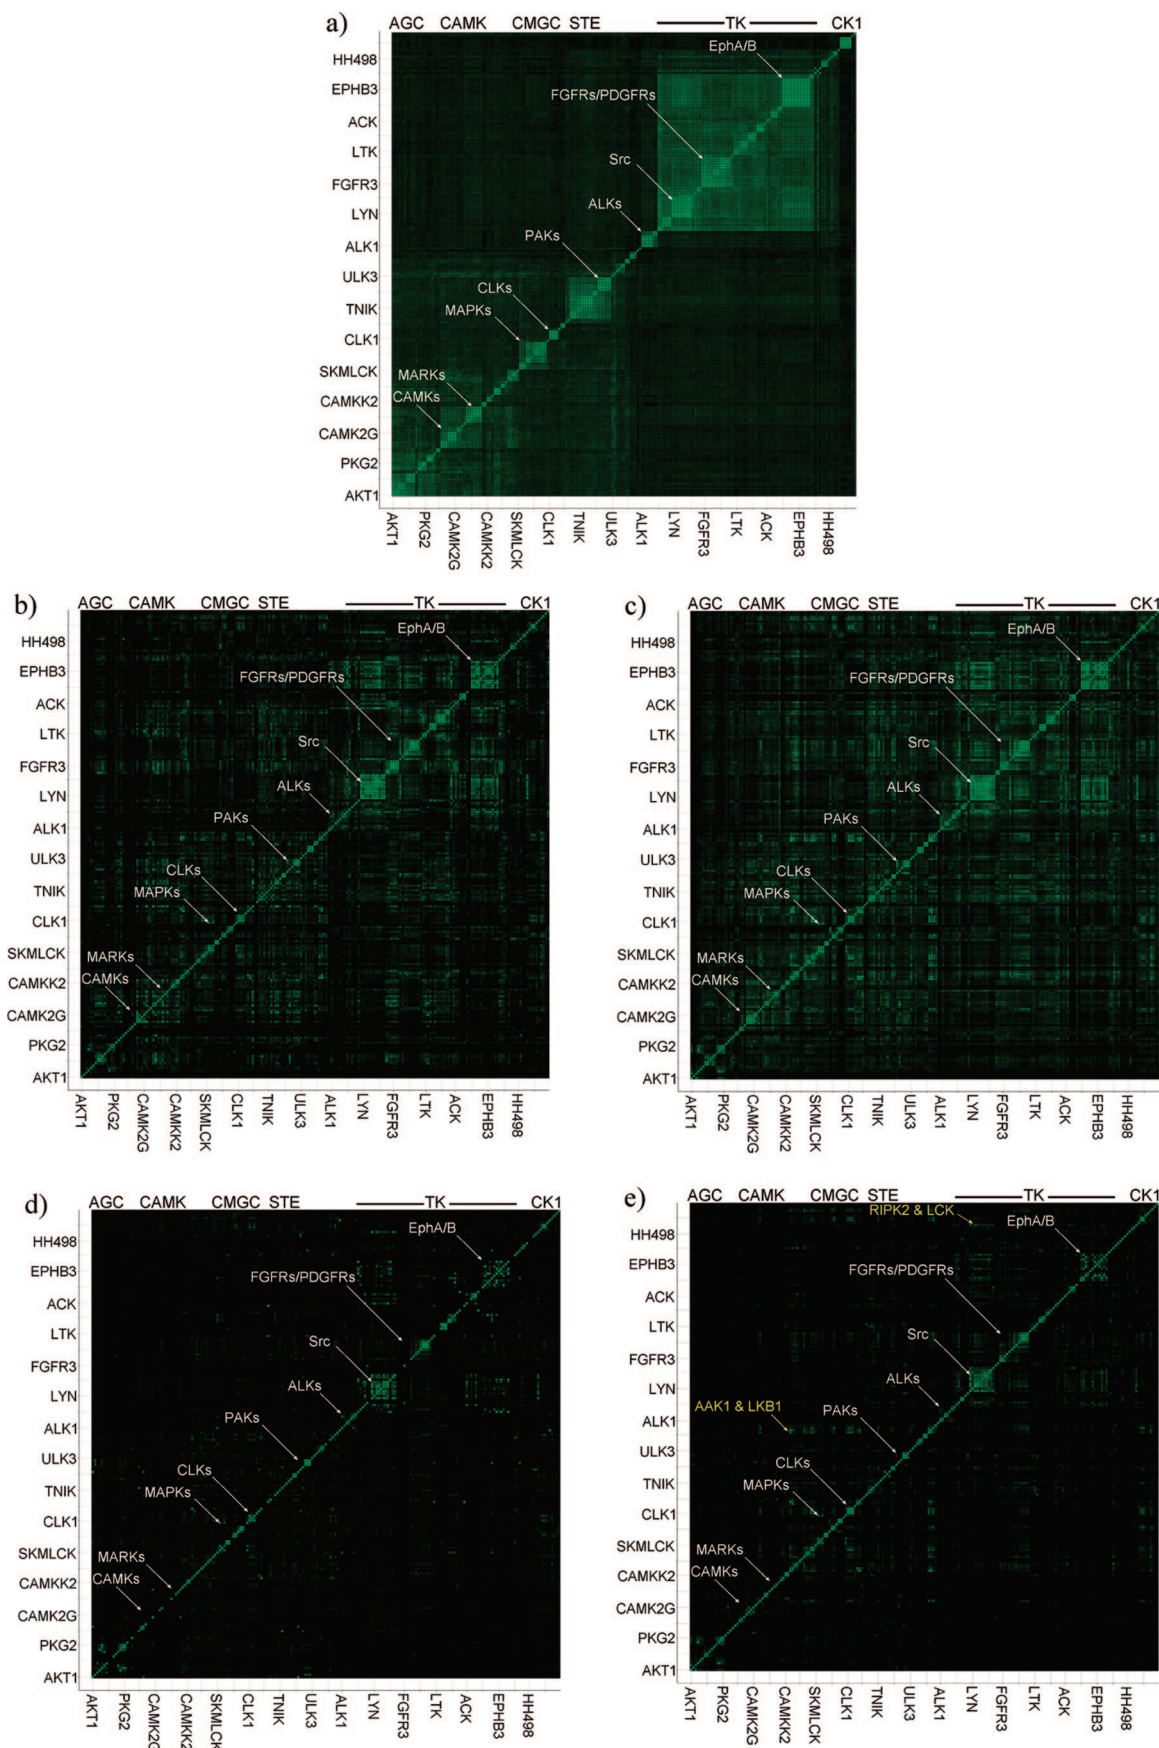 a)
AGC CAMK CMGC STE TK CK1
EphA/B
HH498
EPHB3
FGFRs/PDGFRs
ACK
LTK
Src
FGFR3
ALKs
LYN
PAKs
ALK1
CLKs
ULK3
MAPKs
TNIK
CLK1
MARKs
SKMLCK
CAMKs
CAMKK2
CAMK2G
PKG2
AKT1
AKT1 PKG2 CAMK2G CAMKK2 SKMLCK CLK1 TNIK ULK3 ALK1 LYN FGFR3 LTK ACK EPHB3 HH498
b)
AGC CAMK CMGC STE TK CK1
EphA/B
HH498
EPHB3
FGFRs/PDGFRs
ACK
LTK
Src
FGFR3
ALKs
LYN
PAKs
ALK1
ULK3
CLKs
MAPKs
TNIK
CLK1
SKMLCK
MARKs
CAMKs
CAMKK2
CAMK2G
PKG2
AKT1
AKT1 PKG2 CAMK2G CAMKK2 SKMLCK CLK1 TNIK ULK3 ALK1 LYN FGFR3 LTK ACK EPHB3 HH498
c)
AGC CAMK CMGC STE TK CK1
EphA/B
HH498
EPHB3
FGFRs/PDGFRs
ACK
LTK
Src
FGFR3
ALKs
LYN
PAKs
ALK1
ULK3
CLKs
MAPKs
TNIK
CLK1
SKMLCK
MARKs
CAMKs
CAMKK2
CAMK2G
PKG2
AKT1
AKT1 PKG2 CAMK2G CAMKK2 SKMLCK CLK1 TNIK ULK3 ALK1 LYN FGFR3 LTK ACK EPHB3 HH498
d)
AGC CAMK CMGC STE TK CK1
EphA/B
HH498
EPHB3
FGFRs/PDGFRs
ACK
LTK
Src
FGFR3
ALKs
LYN
PAKs
ALK1
ULK3
CLKs
MAPKs
TNIK
CLK1
SKMLCK
MARKs
CAMKs
CAMKK2
CAMK2G
PKG2
AKT1
AKT1 PKG2 CAMK2G CAMKK2 SKMLCK CLK1 TNIK ULK3 ALK1 LYN FGFR3 LTK ACK EPHB3 HH498
e)
AGC CAMK CMGC STE TK CK1
RIPK2 & LCK
EphA/B
HH498
EPHB3
FGFRs/PDGFRs
ACK
LTK
Src
FGFR3
ALKs
LYN
AAK1 & LKB1
PAKs
ALK1
ULK3
CLKs
MAPKs
TNIK
CLK1
SKMLCK
MARKs
CAMKs
CAMKK2
CAMK2G
PKG2
AKT1
AKT1 PKG2 CAMK2G CAMKK2 SKMLCK CLK1 TNIK ULK3 ALK1 LYN FGFR3 LTK ACK EPHB3 HH498